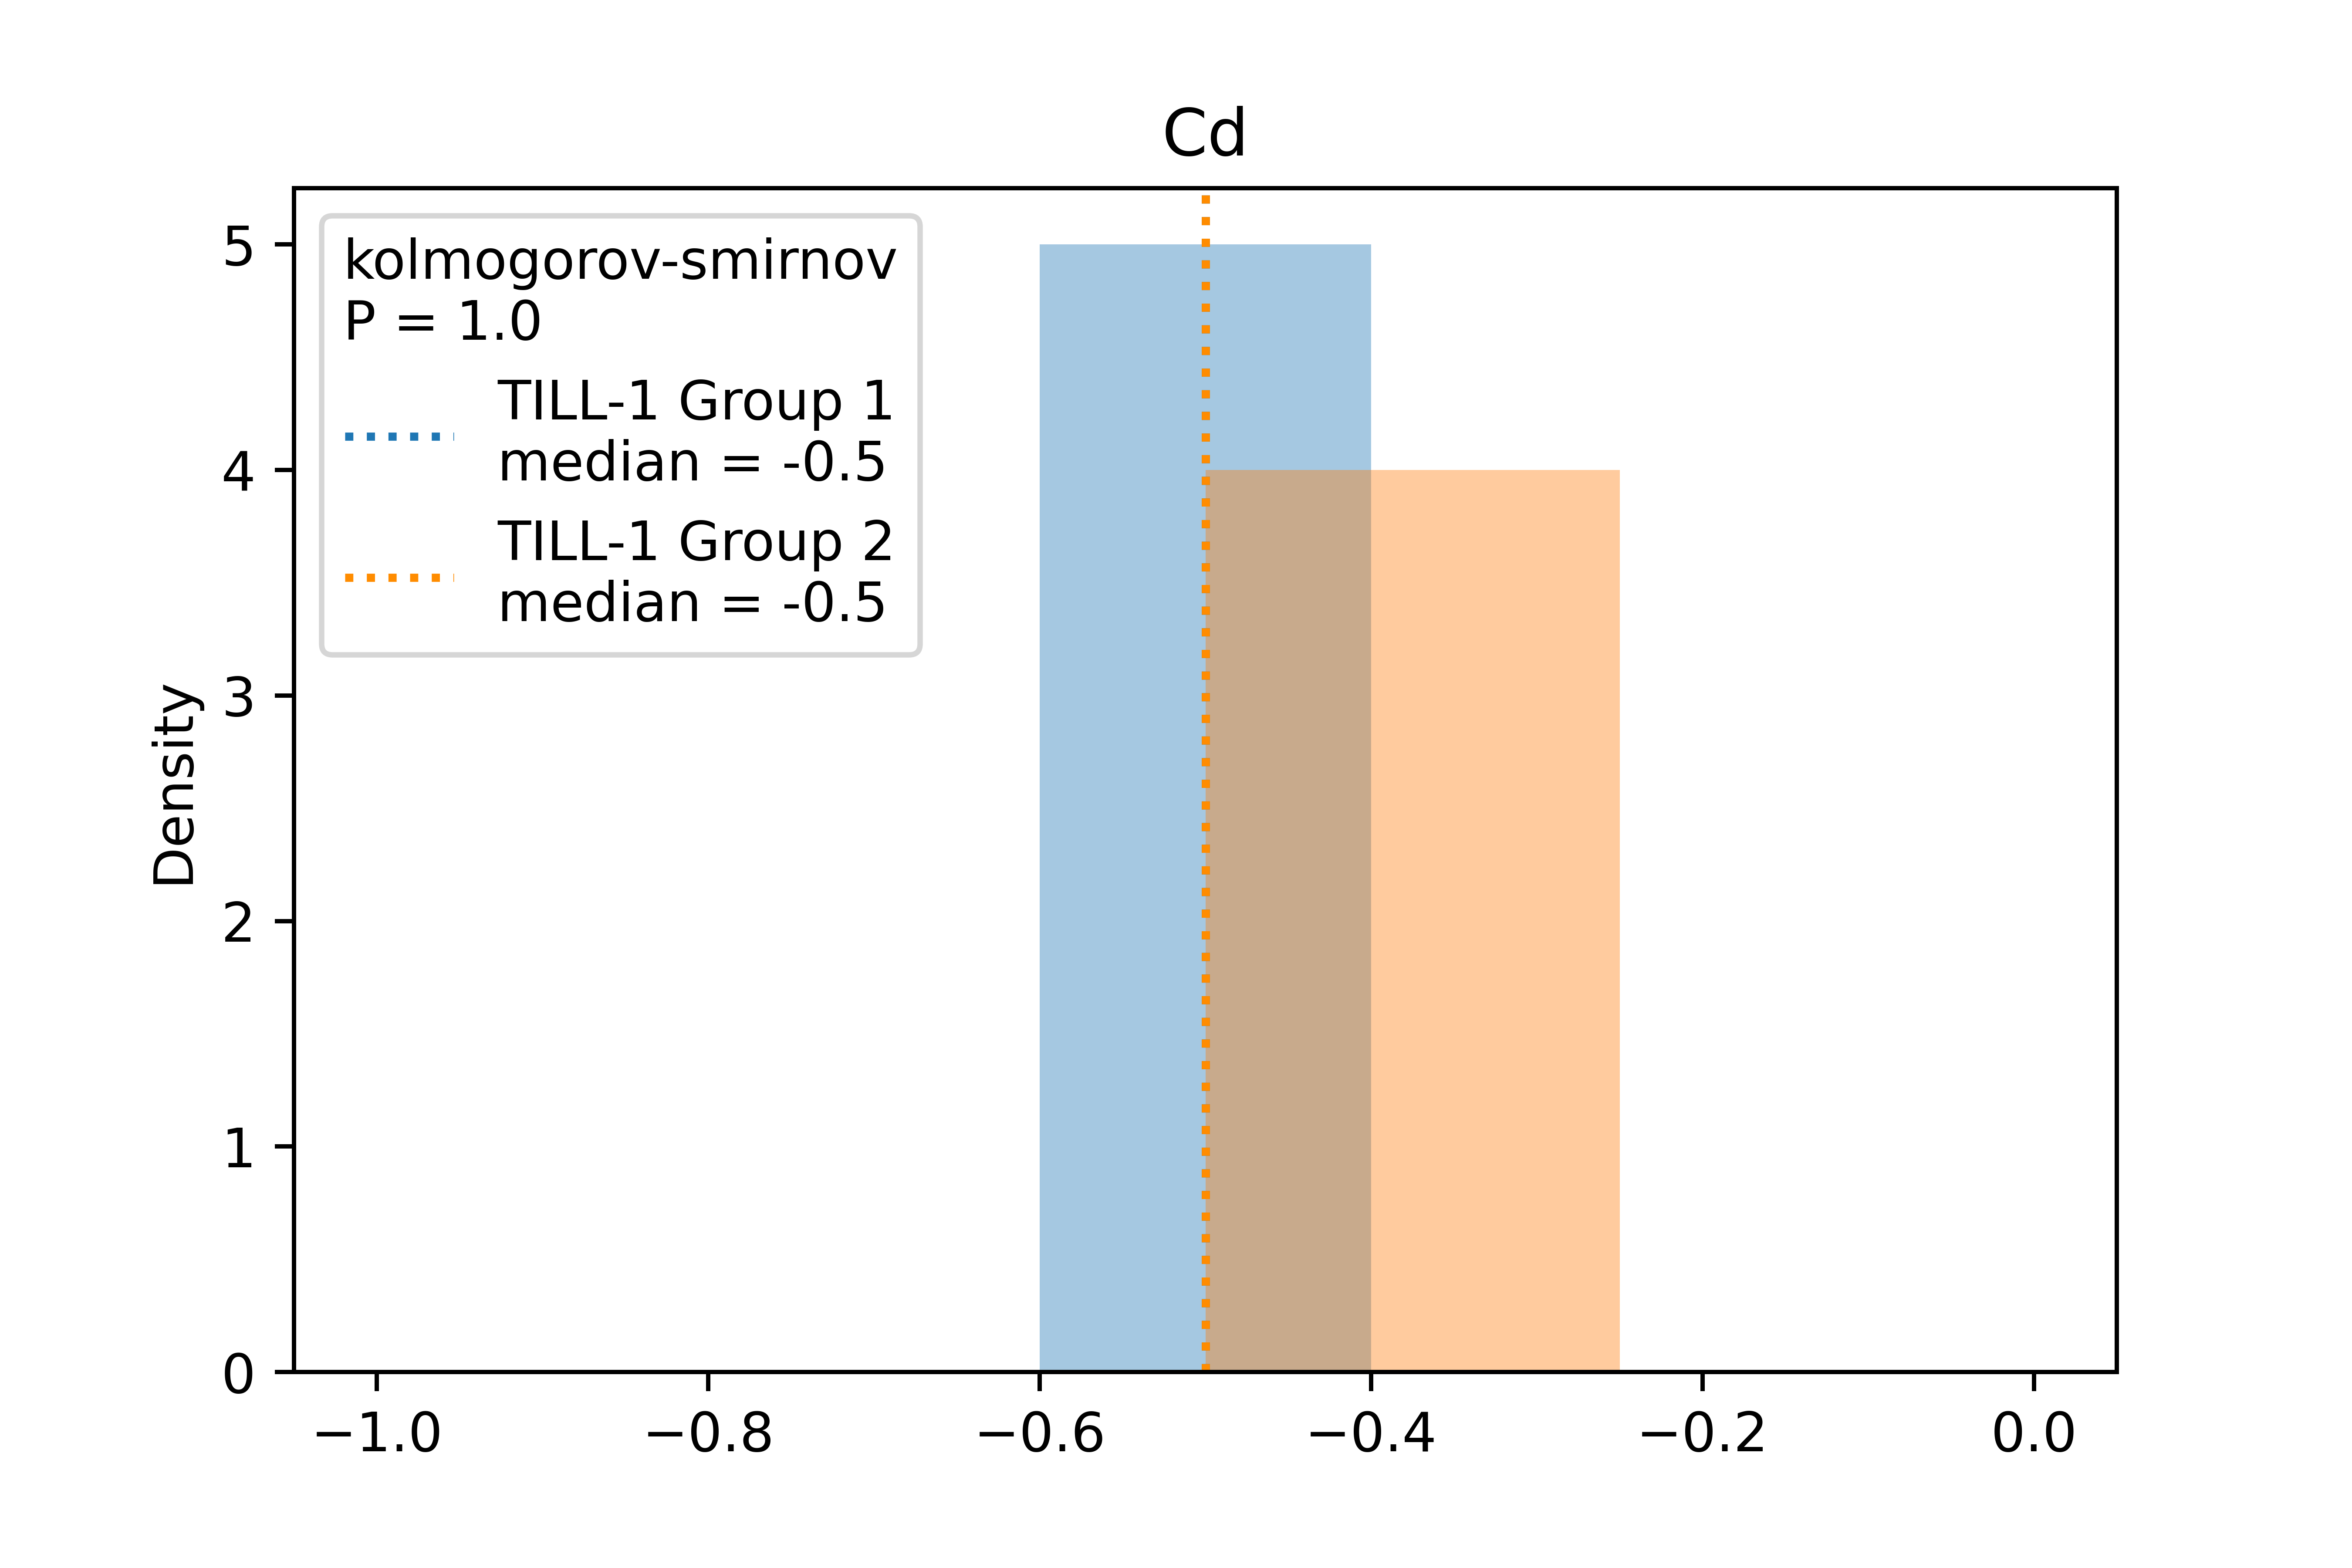 Cd
kolmogorov-smirnov
P = 1.0
TILL-1 Group 1
median = -0.5
TILL-1 Group 2
median = -0.5
Density
5
4
3
2
1
0
−1.0 −0.8 −0.6 −0.4 −0.2 0.0